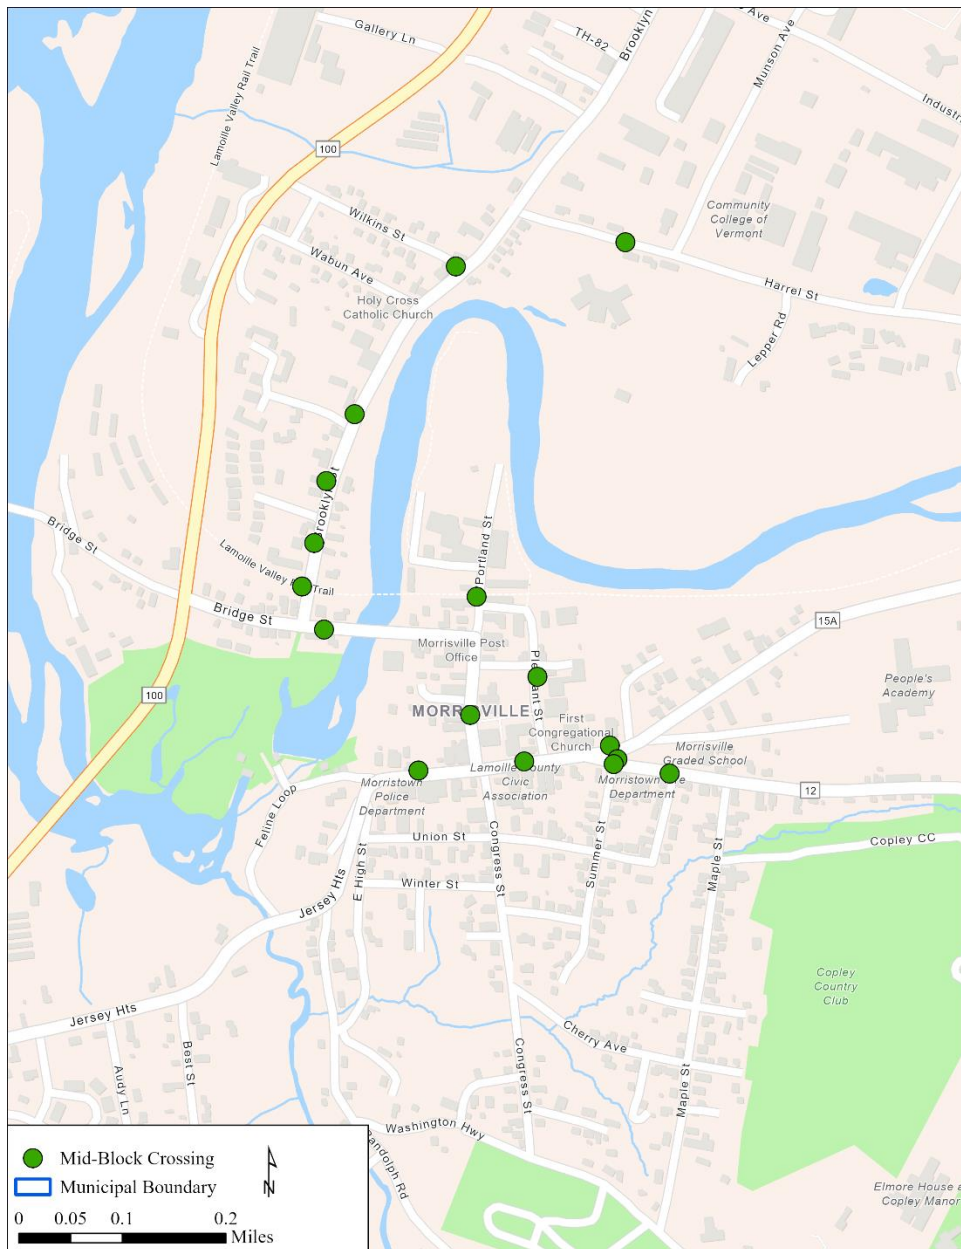 Gallery Ln
TH-82
Brooklyn
Ave
Munson Ave
Industri
Lamoille Valley Rail Trail
100
Wilkins St
Wabun Ave
Community
College of
Vermont
Holy Cross
Catholic Church
Harrel St
Lepper Rd
Brooklyn St
Bridge St
Lamoille Valley Trail
Portland St
Bridge St
Morrisville Post
Office
15A
Pleasant St
People's
Academy
100
MORRISVILLE
First
Congregational
Church
Morrisville
Graded School
Lamoille County
Civic
Association
Morristown Fire
Department
Morristown
Police
Department
12
Feline Loop
Union St
Copley CC
Congress St
Summer St
Maple St
E High St
Winter St
Jersey Hts
Copley
Country
Club
Jersey Hts
Cherry Ave
Best St
Audy Ln
Congress St
Maple St
Washington Hwy
Randolph Rd
Elmore House a
Copley Manor
Mid-Block Crossing
N
Municipal Boundary
0 0.05 0.1 0.2
Miles